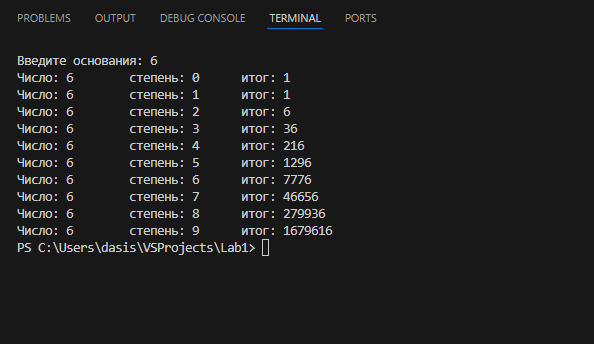 PROBLEMS OUTPUT DEBUG CONSOLE TERMINAL PORTS
Введите основания: 6
Число: 6 степень: 0 итог: 1
Число: 6 степень: 1 итог: 1
Число: 6 степень: 2 итог: 6
Число: 6 степень: 3 итог: 36
Число: 6 степень: 4 итог: 216
Число: 6 степень: 5 итог: 1296
Число: 6 степень: 6 итог: 7776
Число: 6 степень: 7 итог: 46656
Число: 6 степень: 8 итог: 279936
Число: 6 степень: 9 итог: 1679616
PS C:\Users\dasis\VSProjects\Lab1>